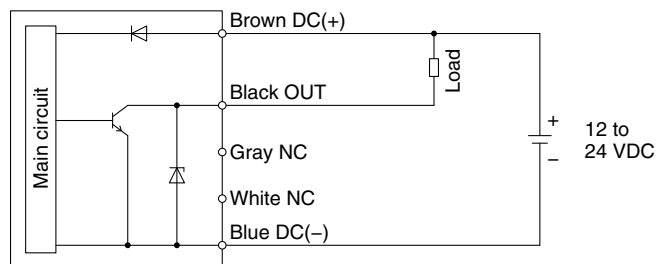 Brown DC(+)
Main circuit
Black OUT
Load
Gray NC
White NC
Blue DC(−)
+
12 to
24 VDC
−